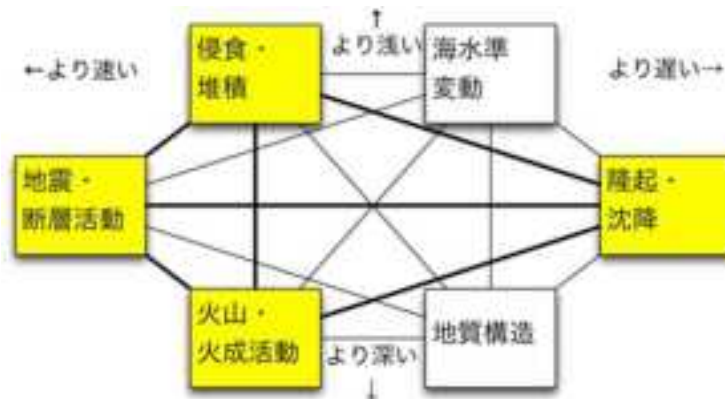 ↑
より浅い
←より速い
より遅い→
侵食・
堆積
海水準
変動
地震・
断層活動
隆起・
沈降
火山・
火成活動
地質構造
より深い
↓